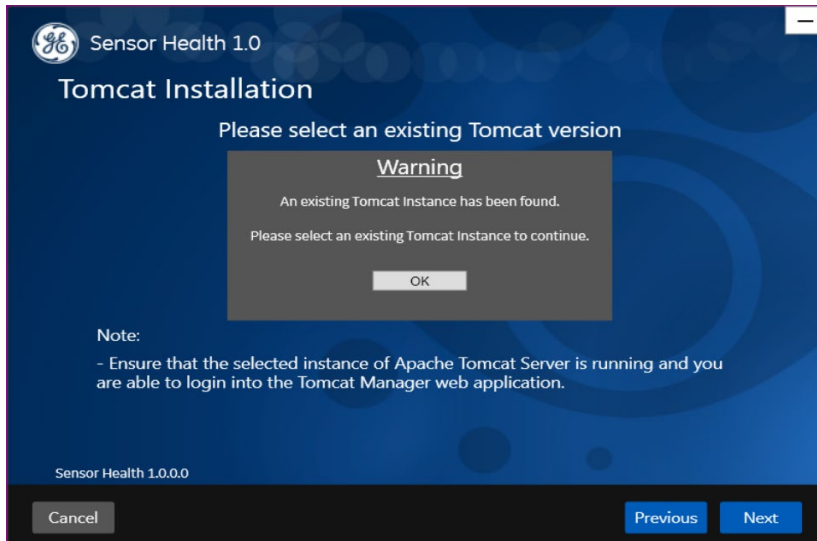 Sensor Health 1.0
Tomcat Installation
Please select an existing Tomcat version
Warning
An existing Tomcat Instance has been found.
Please select an existing Tomcat Instance to continue.
OK
Note:
- Ensure that the selected instance of Apache Tomcat Server is running and you
are able to login into the Tomcat Manager web application.
Sensor Health 1.0.0.0
Cancel
Previous
Next